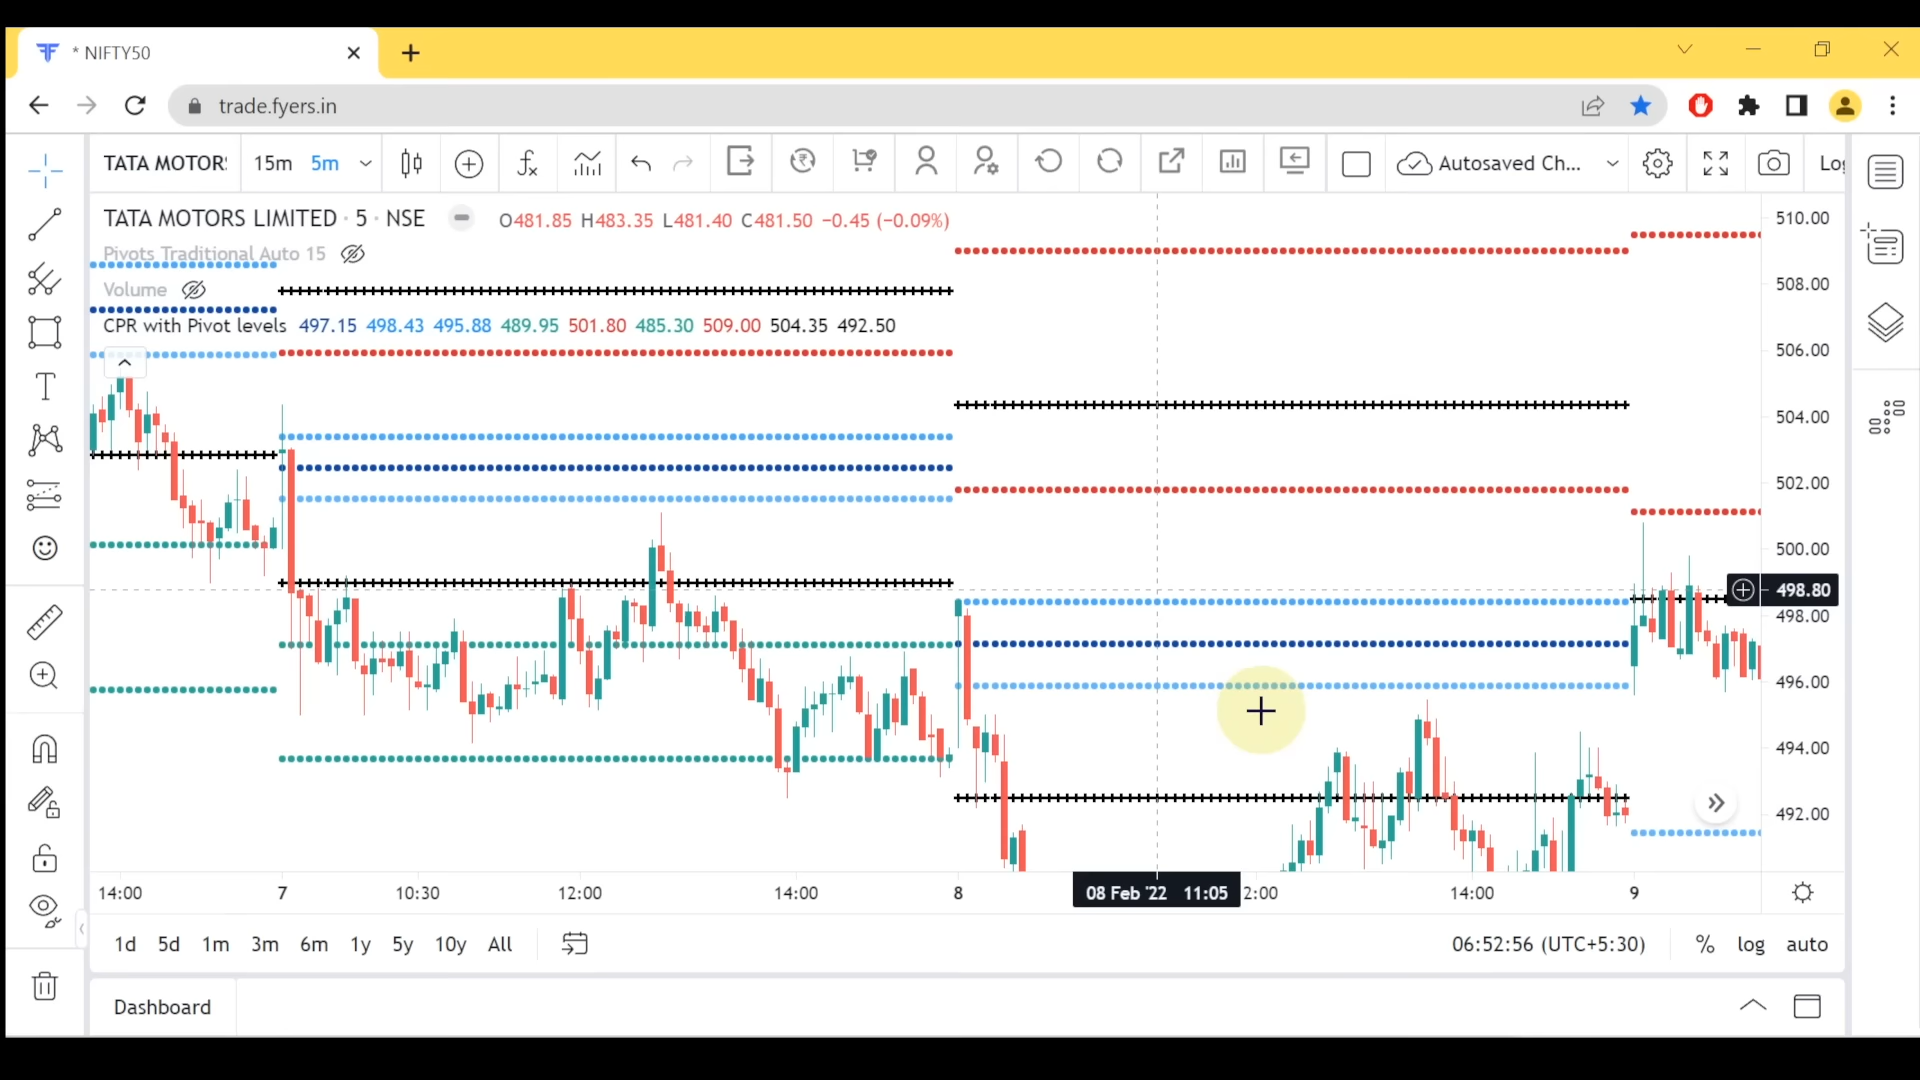 * NIFTY50
trade.fyers.in
TATA MOTORS 15m 5m Autosaved Ch... Log
TATA MOTORS LIMITED · 5 · NSE O481.85 H483.35 L481.40 C481.50 −0.45 (−0.09%)
Pivots Traditional Auto 15
Volume
CPR with Pivot levels 497.15 498.43 495.88 489.95 501.80 485.30 509.00 504.35 492.50
510.00
508.00
506.00
504.00
502.00
500.00
498.80
498.00
496.00
494.00
492.00
14:00 7 10:30 12:00 14:00 8 08 Feb '22 11:05 2:00 14:00 9
1d 5d 1m 3m 6m 1y 5y 10y All 06:52:56 (UTC+5:30) % log auto
Dashboard